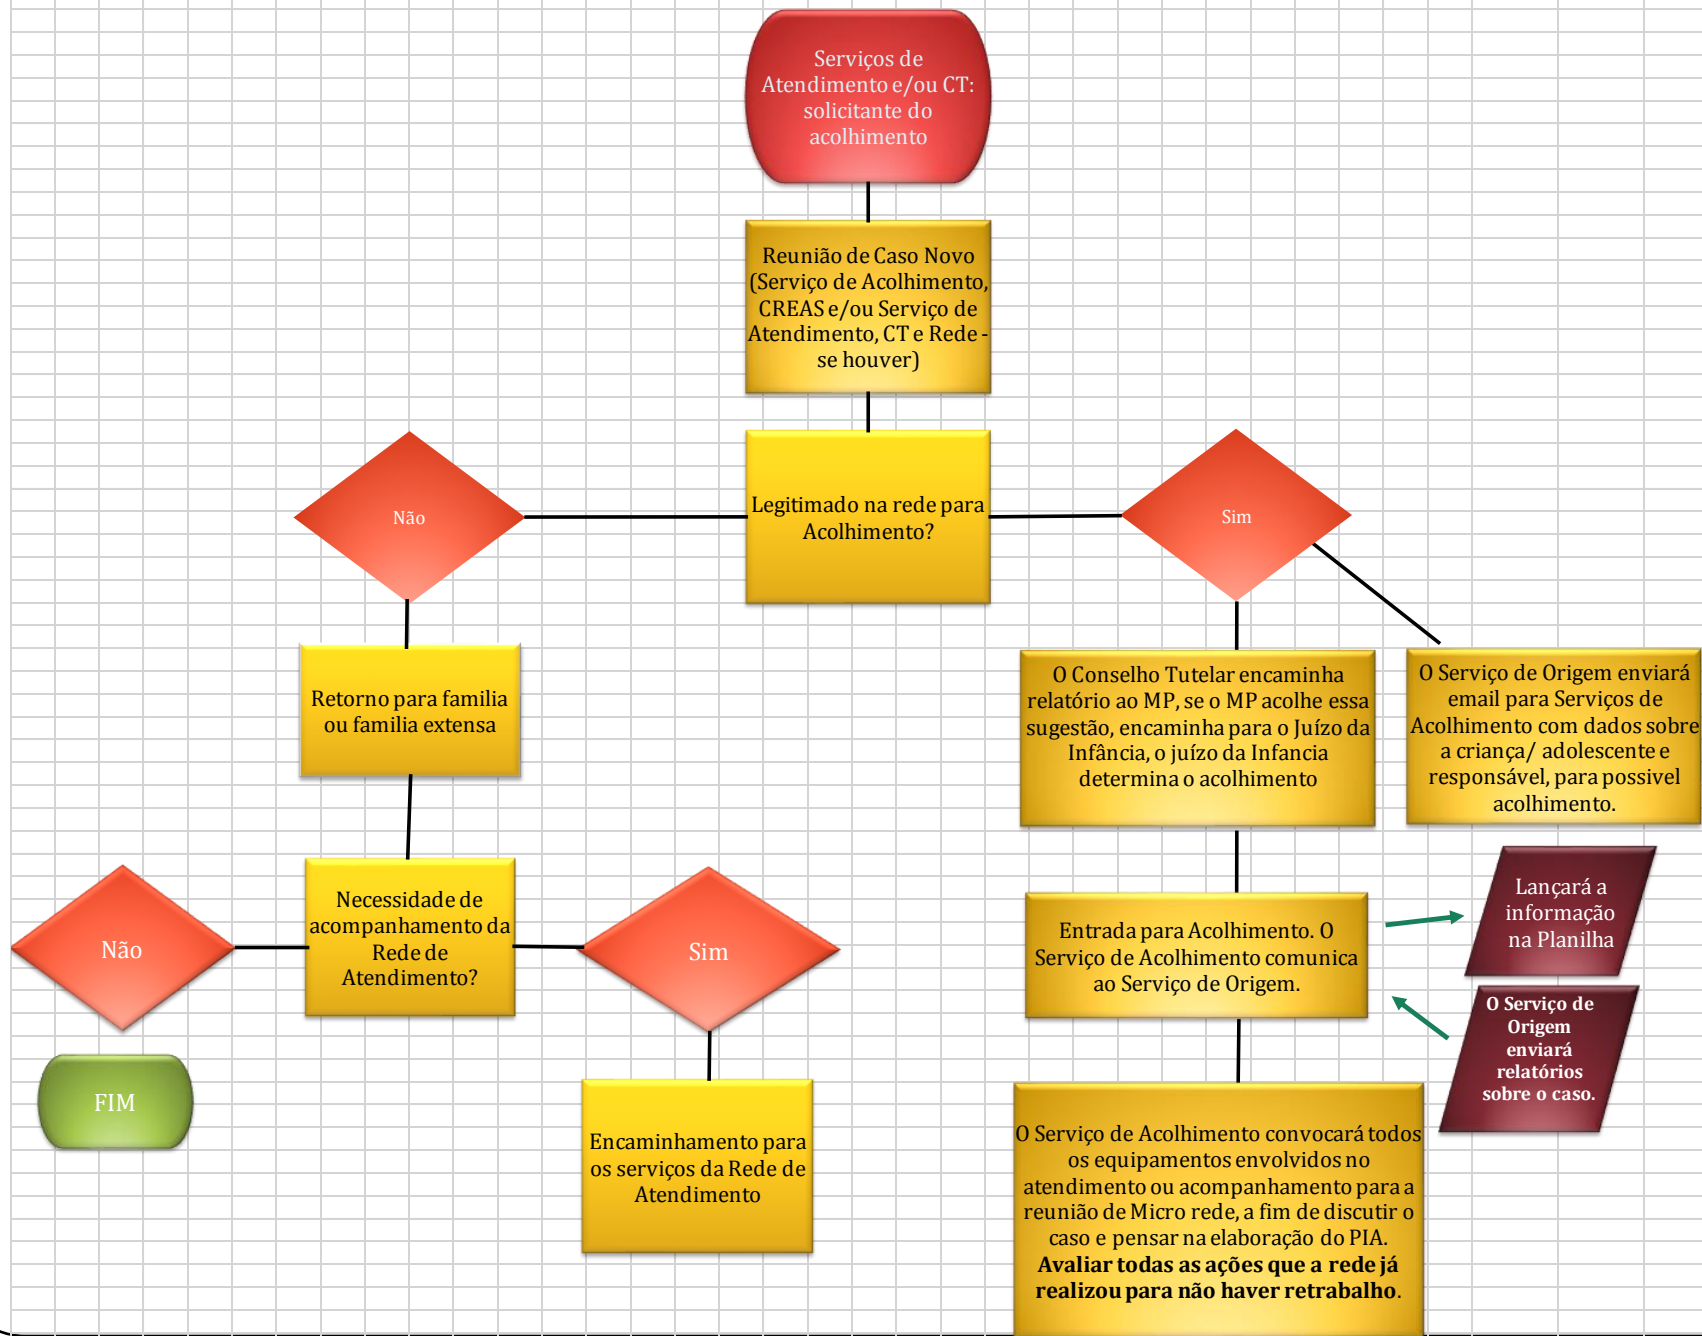 Serviços de
Atendimento e/ou CT:
solicitante do
acolhimento
Reunião de Caso Novo
(Serviço de Acolhimento,
CREAS e/ou Serviço de
Atendimento, CT e Rede -
se houver)
Legitimado na rede para
Acolhimento?
Não
Sim
Retorno para familia
ou familia extensa
O Conselho Tutelar encaminha
relatório ao MP, se o MP acolhe essa
sugestão, encaminha para o Juízo da
Infância, o juízo da Infancia
determina o acolhimento
O Serviço de Origem enviará
email para Serviços de
Acolhimento com dados sobre
a criança/ adolescente e
responsável, para possivel
acolhimento.
Não
Necessidade de
acompanhamento da
Rede de
Atendimento?
Sim
Entrada para Acolhimento. O
Serviço de Acolhimento comunica
ao Serviço de Origem.
Lançará a
informação
na Planilha
O Serviço de
Origem
enviará
relatórios
sobre o caso.
FIM
Encaminhamento para
os serviços da Rede de
Atendimento
O Serviço de Acolhimento convocará todos
os equipamentos envolvidos no
atendimento ou acompanhamento para a
reunião de Micro rede, a fim de discutir o
caso e pensar na elaboração do PIA.
Avaliar todas as ações que a rede já
realizou para não haver retrabalho.